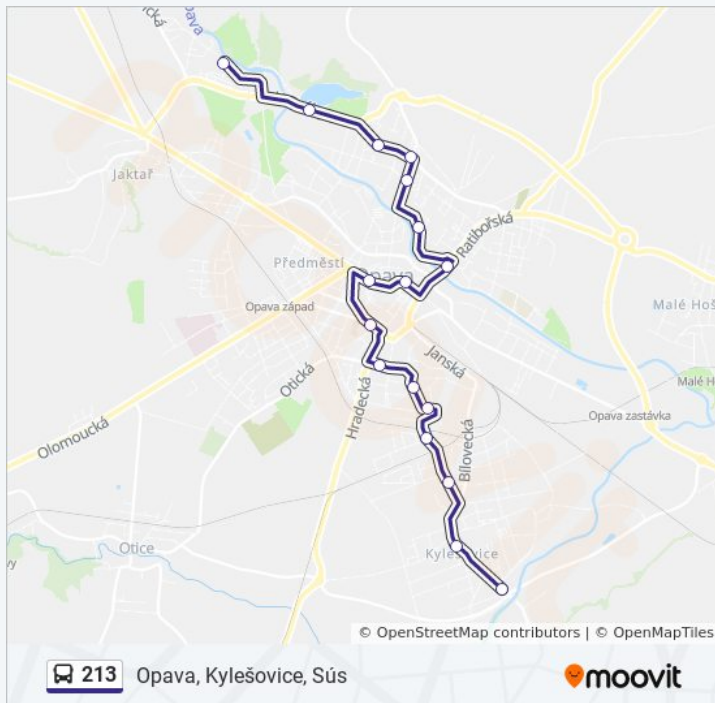 Opava
Jaktař
Ratibořská
Předměstí
Opava
Malé Hoš
Opava západ
Janská
Otická
Malé H
Hradecká
Opava zastávka
Olomoucká
Bílovecká
Otice
Kylešovice
© OpenStreetMap contributors | © OpenMapTiles
213 Opava, Kylešovice, Sús
moovit